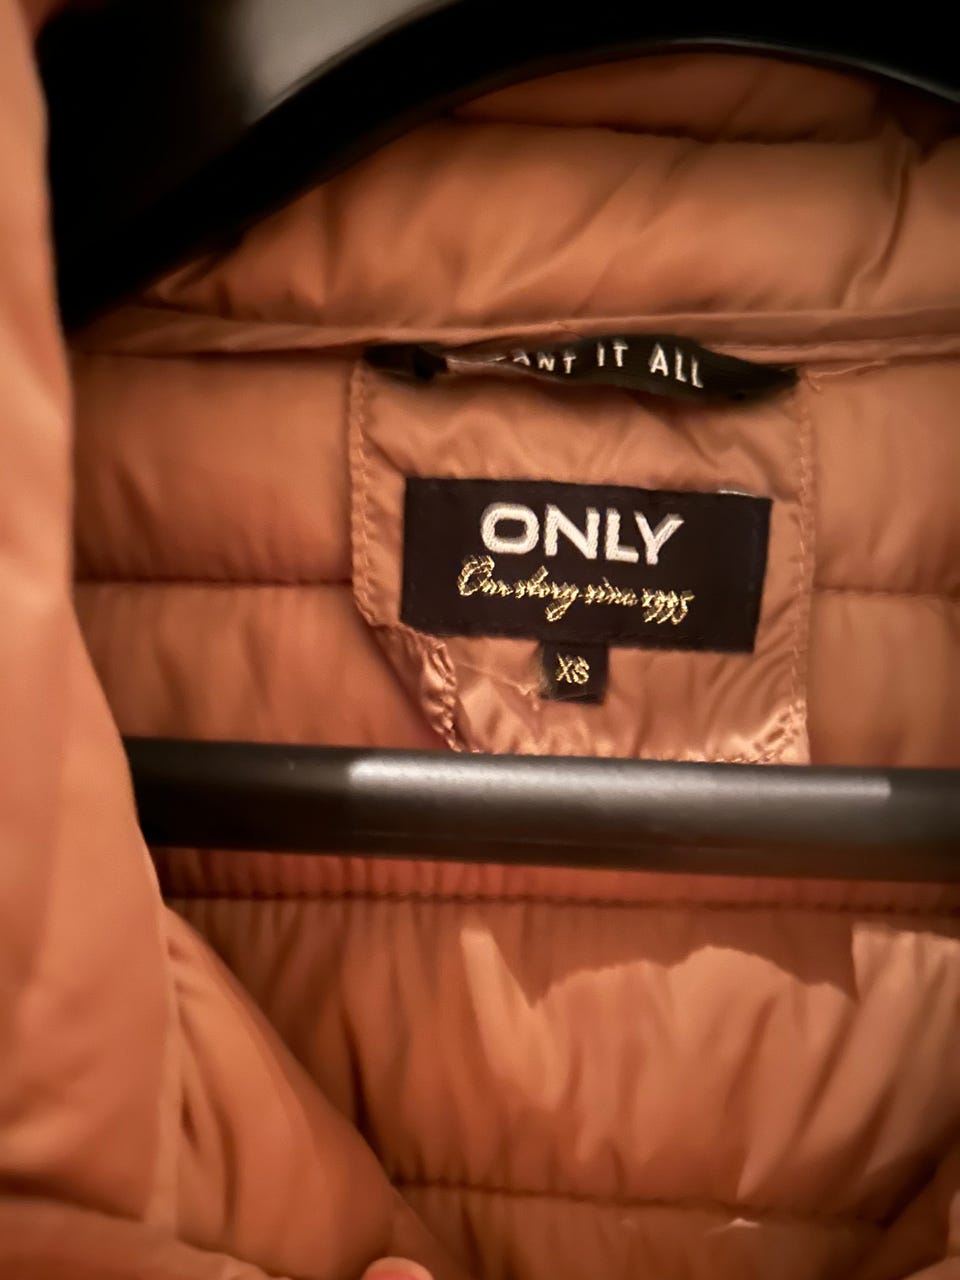 IT ALL
ONLY
Our story since 1995
XS